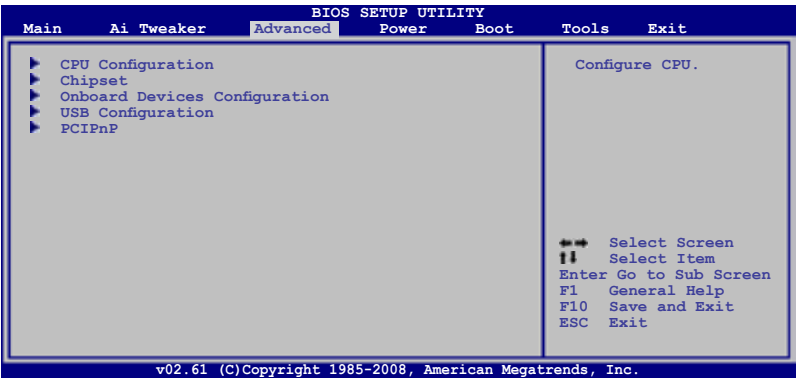 BIOS SETUP UTILITY
Main Ai Tweaker Advanced Power Boot Tools Exit
CPU Configuration
Chipset
Onboard Devices Configuration
USB Configuration
PCIPnP
Configure CPU.
Select Screen
Select Item
Enter Go to Sub Screen
F1 General Help
F10 Save and Exit
ESC Exit
v02.61 (C)Copyright 1985-2008, American Megatrends, Inc.